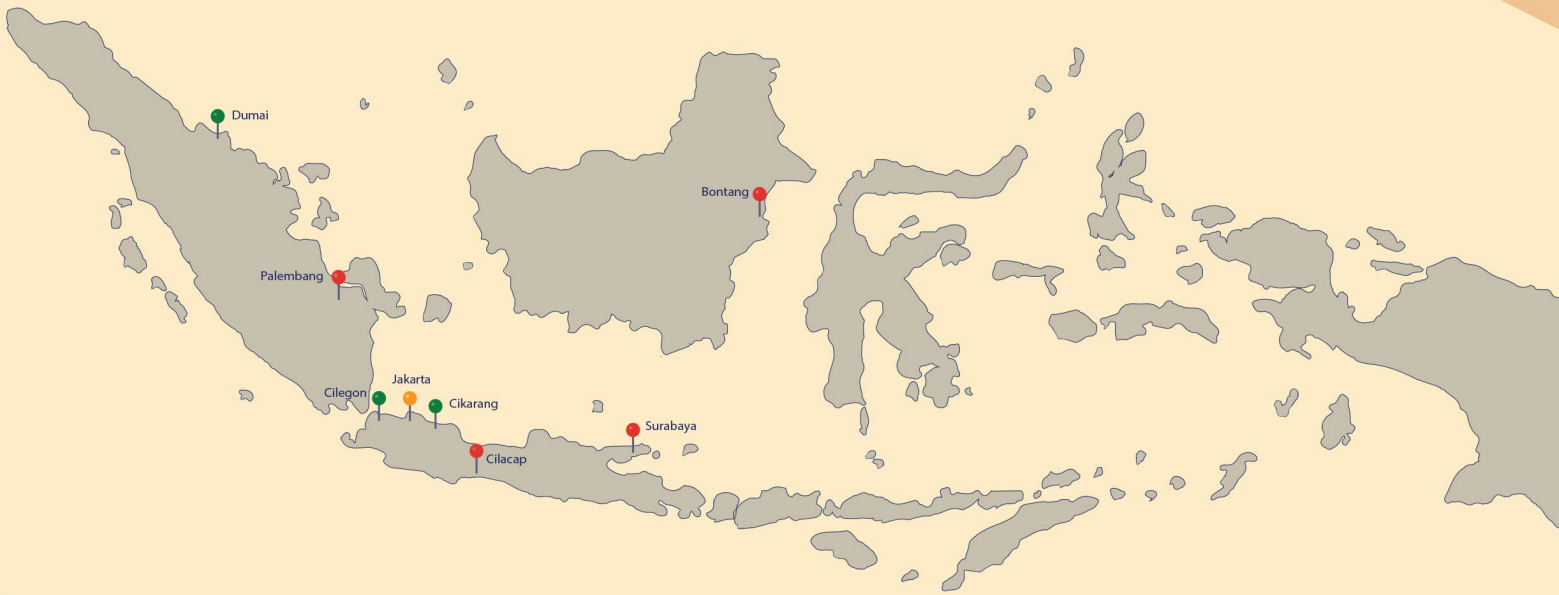 Dumai
Bontang
Palembang
Jakarta
Cilegon
Cikarang
Surabaya
Cilacap